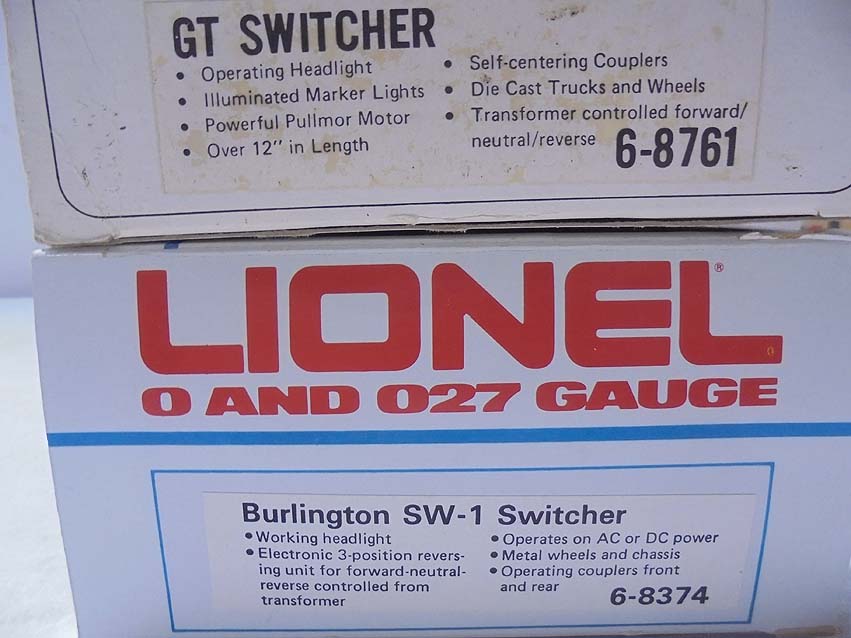 GT SWITCHER
• Operating Headlight
• Illuminated Marker Lights
• Powerful Pullmor Motor
• Over 12" in Length
• Self-centering Couplers
• Die Cast Trucks and Wheels
• Transformer controlled forward/
neutral/reverse 6-8761
LIONEL®
O AND O27 GAUGE
Burlington SW-1 Switcher
• Working headlight
• Electronic 3-position revers-
ing unit for forward-neutral-
reverse controlled from
transformer
• Operates on AC or DC power
• Metal wheels and chassis
• Operating couplers front
and rear 6-8374